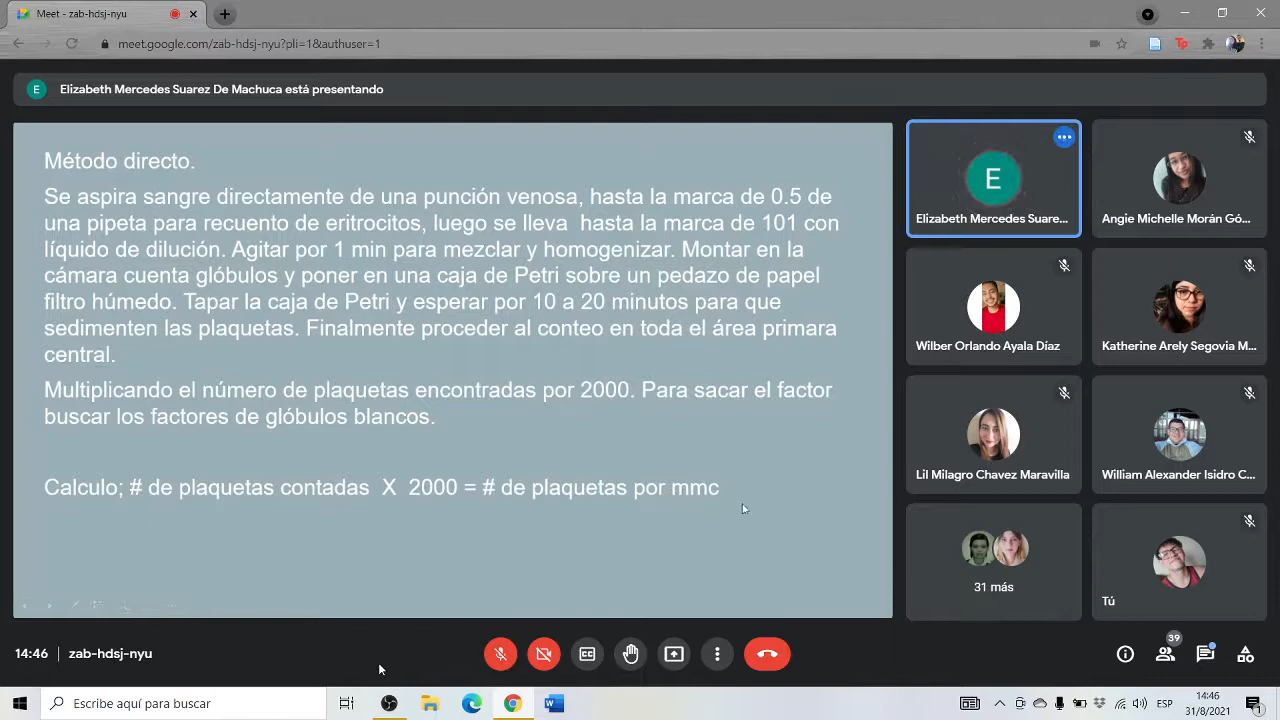 Meet - zab-hdsj-nyu
meet.google.com/zab-hdsj-nyu?pli=1&authuser=1
E Elizabeth Mercedes Suarez De Machuca está presentando
Método directo.
Se aspira sangre directamente de una punción venosa, hasta la marca de 0.5 de
una pipeta para recuento de eritrocitos, luego se lleva hasta la marca de 101 con
líquido de dilución. Agitar por 1 min para mezclar y homogenizar. Montar en la
cámara cuenta glóbulos y poner en una caja de Petri sobre un pedazo de papel
filtro húmedo. Tapar la caja de Petri y esperar por 10 a 20 minutos para que
sedimenten las plaquetas. Finalmente proceder al conteo en toda el área primara
central.
Multiplicando el número de plaquetas encontradas por 2000. Para sacar el factor
buscar los factores de glóbulos blancos.
Calculo; # de plaquetas contadas X 2000 = # de plaquetas por mmc
E
Elizabeth Mercedes Suare...
Angie Michelle Morán Gó...
Wilber Orlando Ayala Díaz
Katherine Arely Segovia M...
Lil Milagro Chavez Maravilla
William Alexander Isidro C...
31 más
Tú
14:46 | zab-hdsj-nyu
39
Escribe aquí para buscar
ESP
14:46
31/8/2021
1